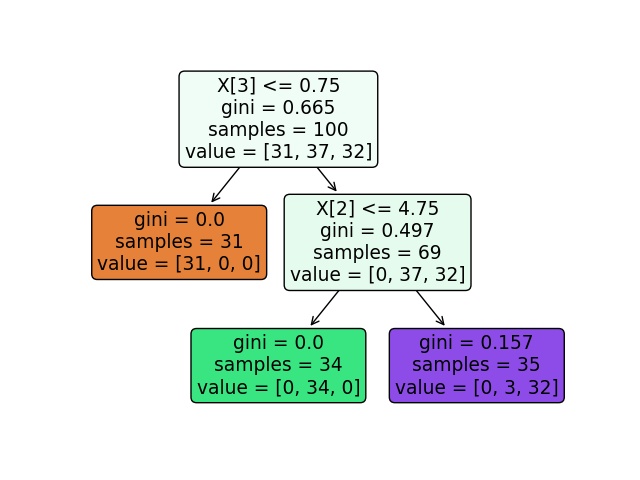 X[3] <= 0.75
gini = 0.665
samples = 100
value = [31, 37, 32]
gini = 0.0
samples = 31
value = [31, 0, 0]
X[2] <= 4.75
gini = 0.497
samples = 69
value = [0, 37, 32]
gini = 0.0
samples = 34
value = [0, 34, 0]
gini = 0.157
samples = 35
value = [0, 3, 32]